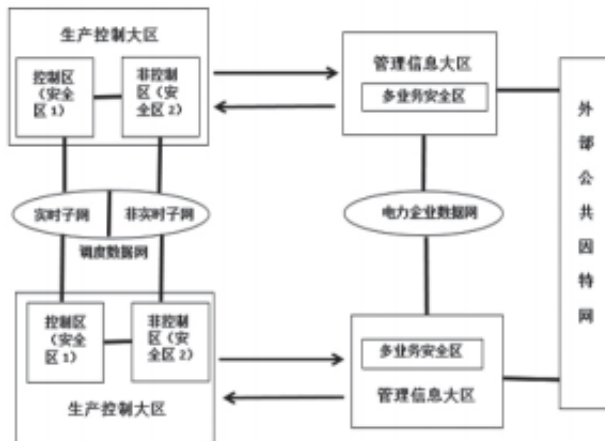 生产控制大区
控制区（安全区1）
非控制区（安全区2）
管理信息大区
多业务安全区
外部公共因特网
实时子网
非实时子网
调度数据网
电力企业数据网
控制区（安全区1）
非控制区（安全区2）
生产控制大区
多业务安全区
管理信息大区